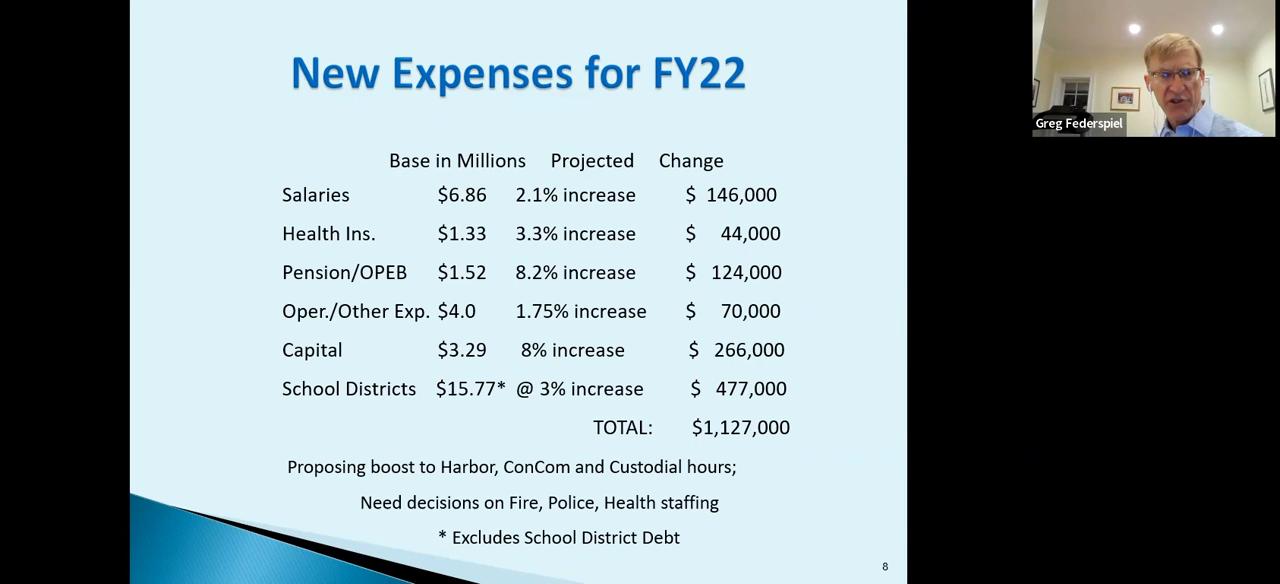 New Expenses for FY22
Greg Federspiel
Base in Millions Projected Change
Salaries $6.86 2.1% increase $ 146,000
Health Ins. $1.33 3.3% increase $ 44,000
Pension/OPEB $1.52 8.2% increase $ 124,000
Oper./Other Exp. $4.0 1.75% increase $ 70,000
Capital $3.29 8% increase $ 266,000
School Districts $15.77* @ 3% increase $ 477,000
TOTAL: $1,127,000
Proposing boost to Harbor, ConCom and Custodial hours;
Need decisions on Fire, Police, Health staffing
* Excludes School District Debt
8